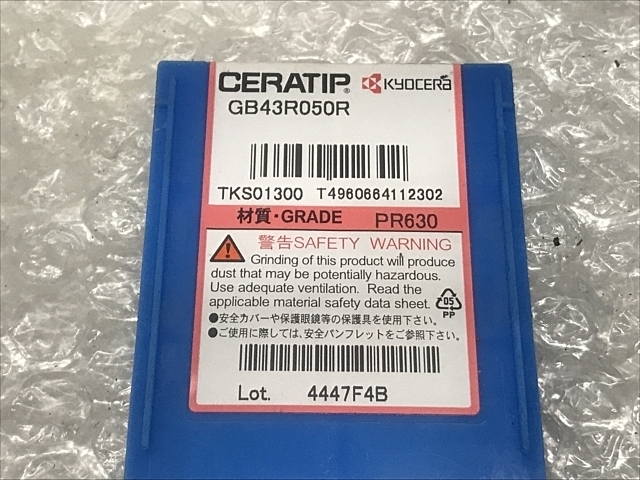 CERATIP® KYOCERa
GB43R050R
TKS01300 T4960664112302
材質・GRADE PR630
警告SAFETY WARNING
Grinding of this product will produce
dust that may be potentially hazardous.
Use adequate ventilation. Read the
applicable material safety data sheet.
05
PP
●安全カバーや保護眼鏡等の保護具を使用下さい。
●ご使用に際しては、安全パンフレットをご参照下さい。
Lot. 4447F4B